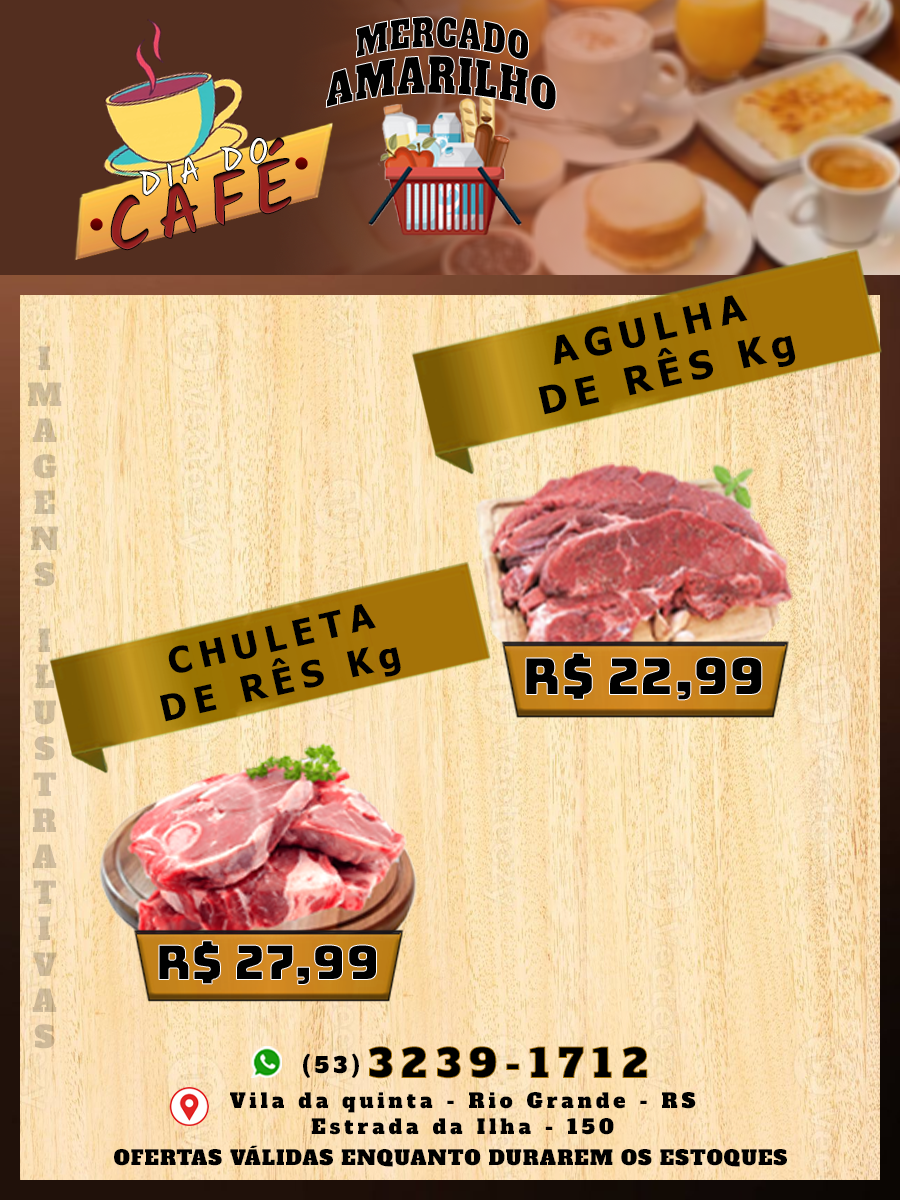 MERCADO
AMARILHO
DIA DO
CAFÉ
AGULHA
DE RÊS Kg
R$ 22,99
CHULETA
DE RÊS Kg
R$ 27,99
IMAGENS ILUSTRATIVAS
(53) 3239-1712
Vila da quinta - Rio Grande - RS
Estrada da Ilha - 150
OFERTAS VÁLIDAS ENQUANTO DURAREM OS ESTOQUES